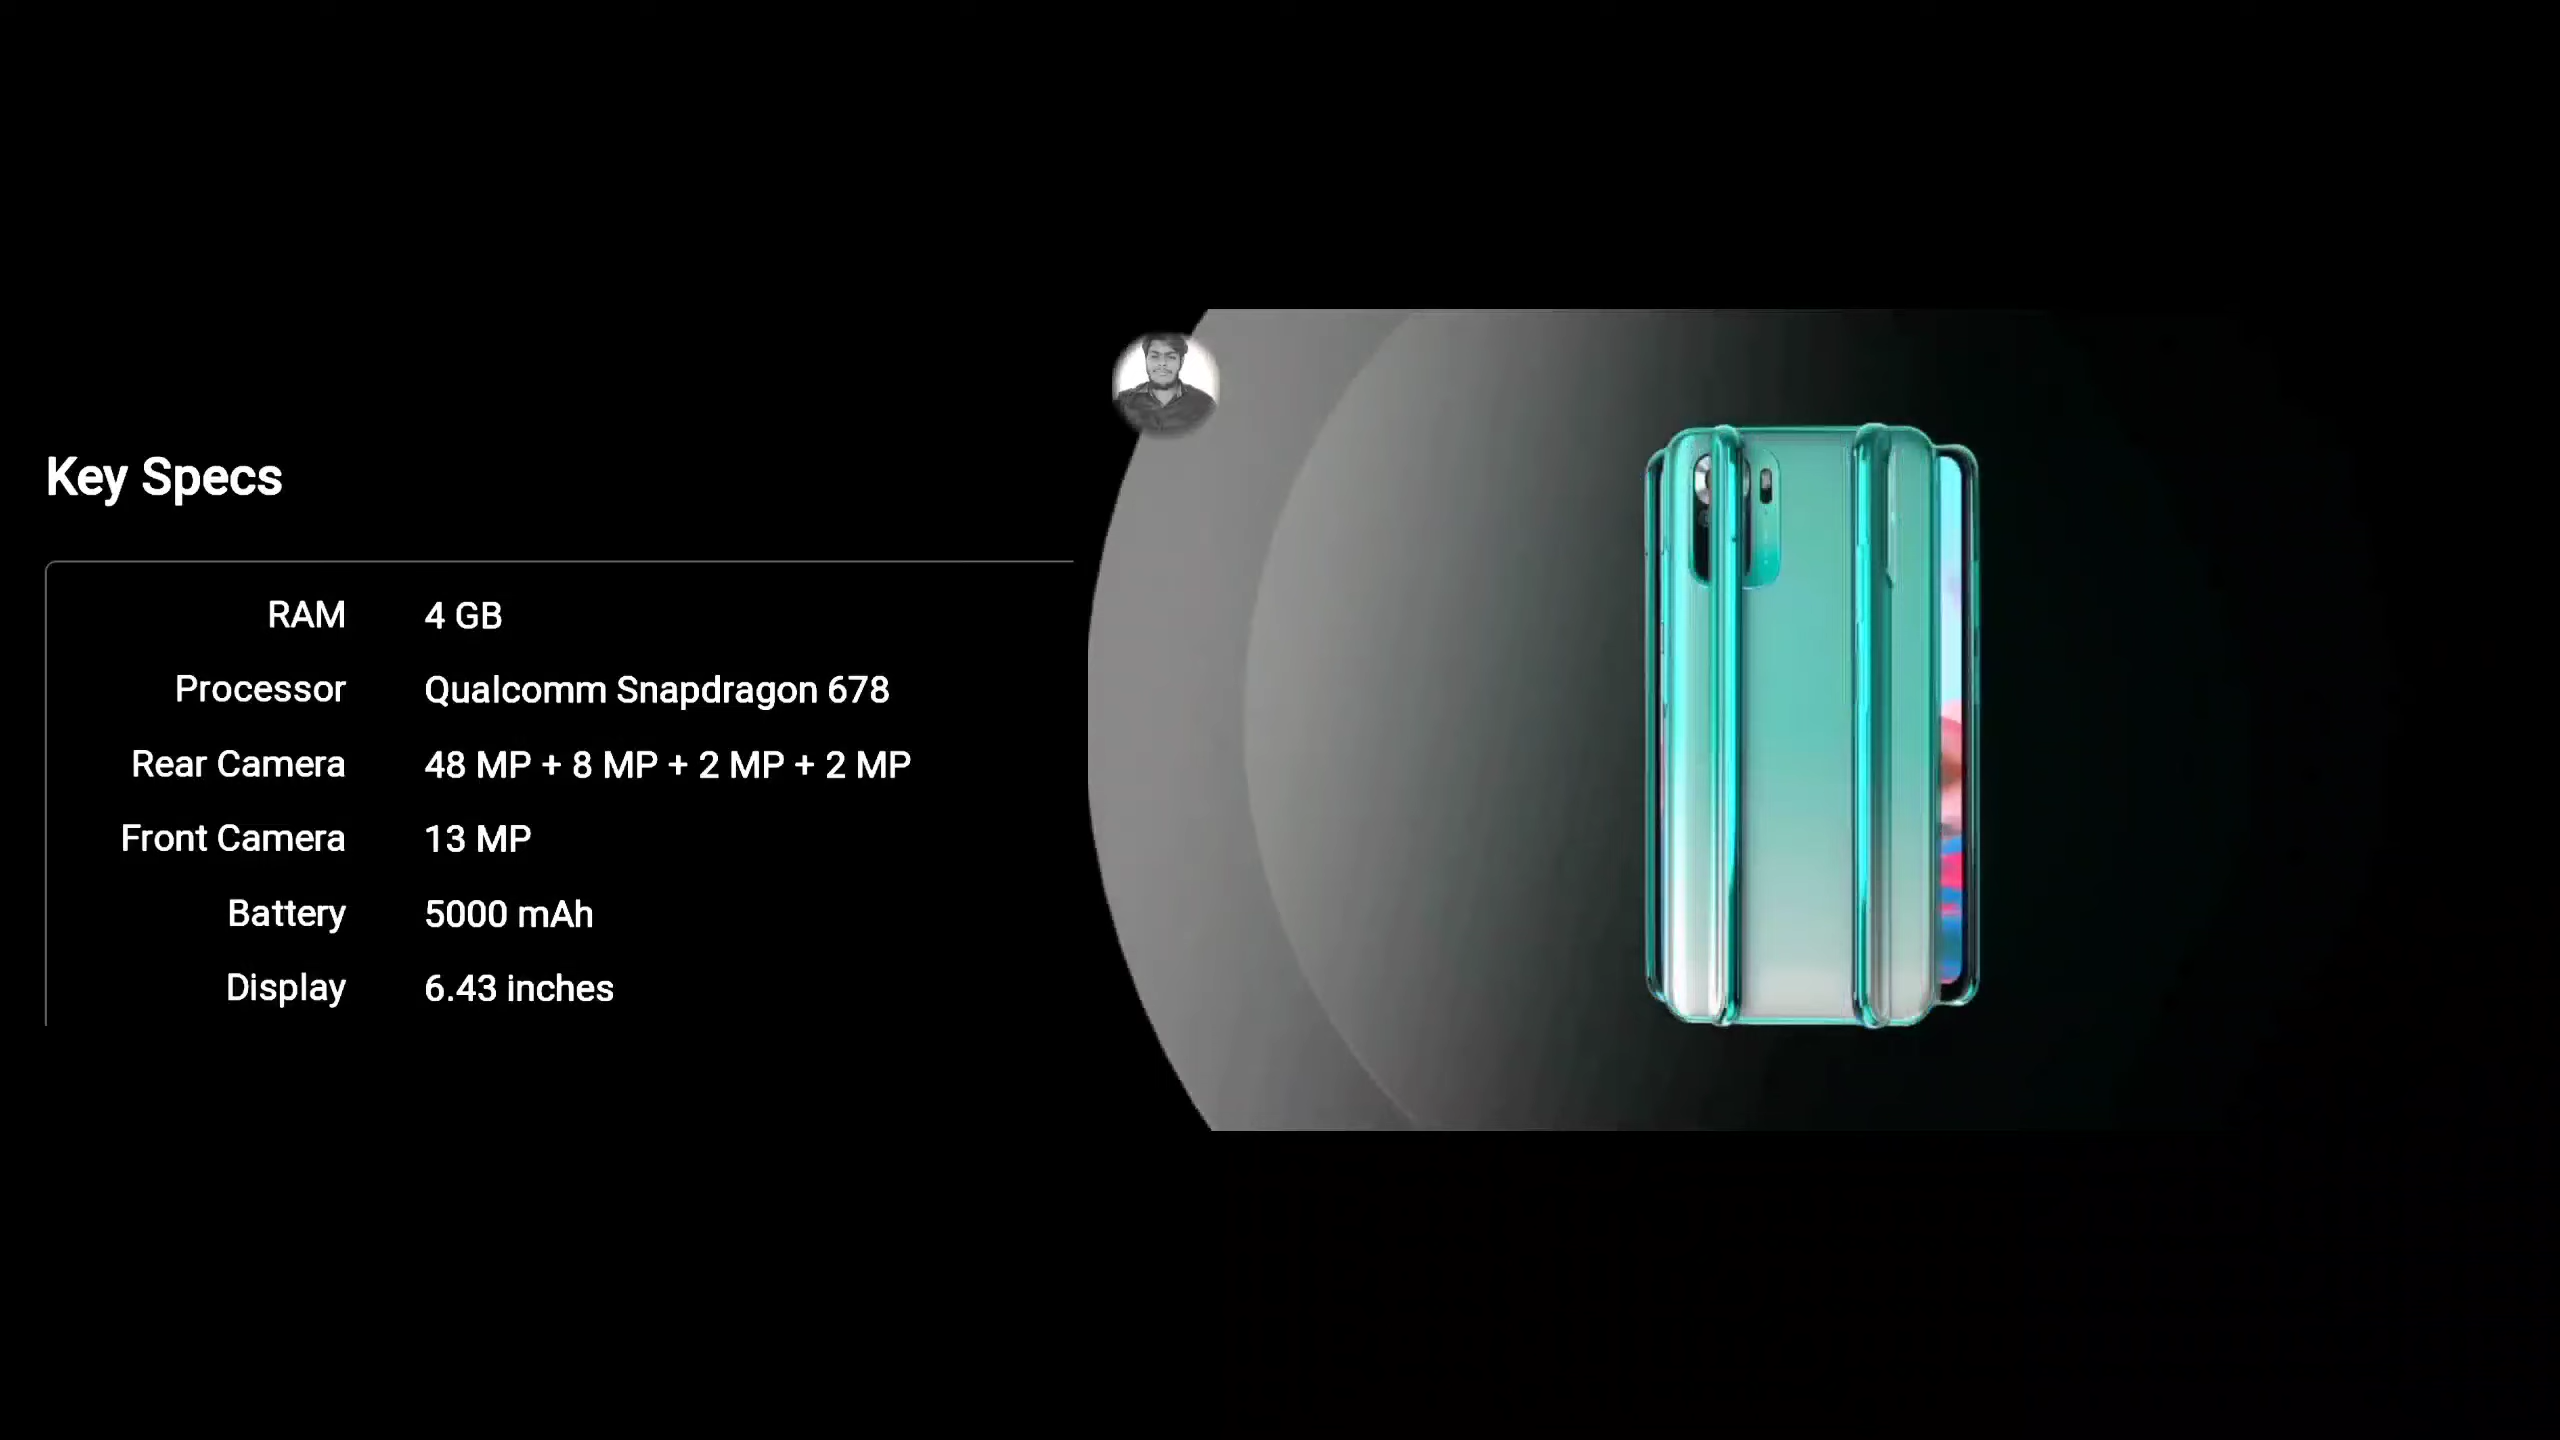 Key Specs
RAM 4 GB
Processor Qualcomm Snapdragon 678
Rear Camera 48 MP + 8 MP + 2 MP + 2 MP
Front Camera 13 MP
Battery 5000 mAh
Display 6.43 inches